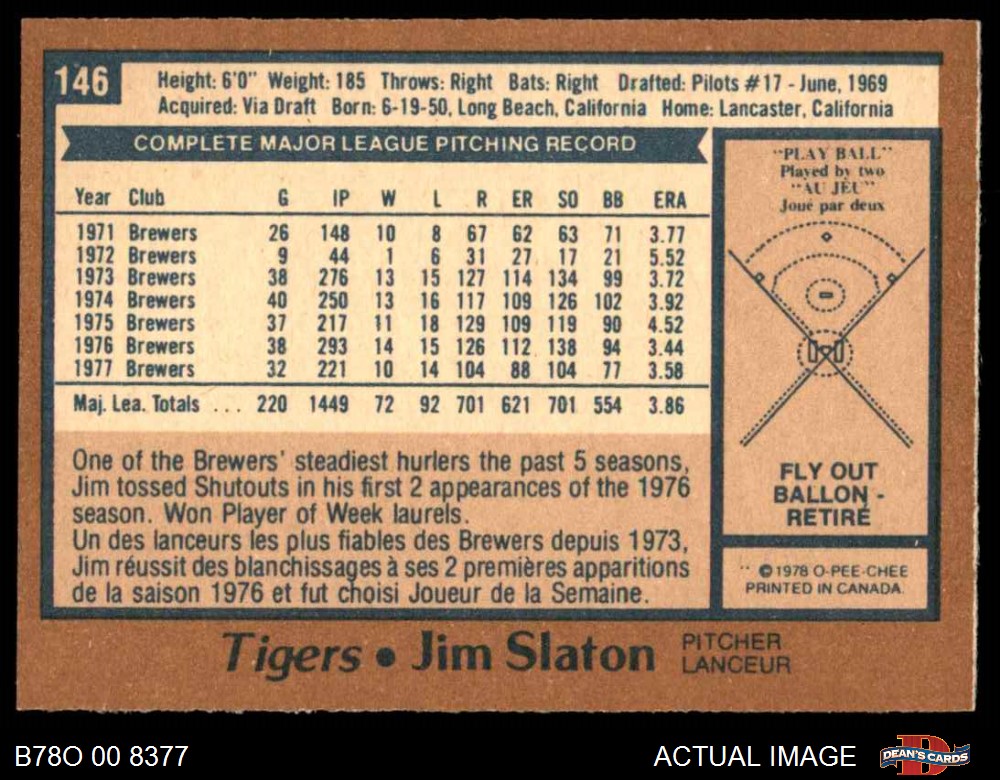 146
Height: 6'0" Weight: 185 Throws: Right Bats: Right Drafted: Pilots #17 - June, 1969
Acquired: Via Draft Born: 6-19-50, Long Beach, California Home: Lancaster, California
COMPLETE MAJOR LEAGUE PITCHING RECORD
Year Club G IP W L R ER SO BB ERA
1971 Brewers 26 148 10 8 67 62 63 71 3.77
1972 Brewers 9 44 1 6 31 27 17 21 5.52
1973 Brewers 38 276 13 15 127 114 134 99 3.72
1974 Brewers 40 250 13 16 117 109 126 102 3.92
1975 Brewers 37 217 11 18 129 109 119 90 4.52
1976 Brewers 38 293 14 15 126 112 138 94 3.44
1977 Brewers 32 221 10 14 104 88 104 77 3.58
Maj. Lea. Totals ... 220 1449 72 92 701 621 701 554 3.86
One of the Brewers' steadiest hurlers the past 5 seasons,
Jim tossed Shutouts in his first 2 appearances of the 1976
season. Won Player of Week laurels.
Un des lanceurs les plus fiables des Brewers depuis 1973,
Jim réussit des blanchissages à ses 2 premières apparitions
de la saison 1976 et fut choisi Joueur de la Semaine.
"PLAY BALL"
Played by two
"AU JEU"
Joué par deux
FLY OUT
BALLON -
RETIRÉ
©1978 O-PEE-CHEE
PRINTED IN CANADA.
Tigers • Jim Slaton PITCHER
LANCEUR
B78O 00 8377
ACTUAL IMAGE
D
DEAN'S CARDS